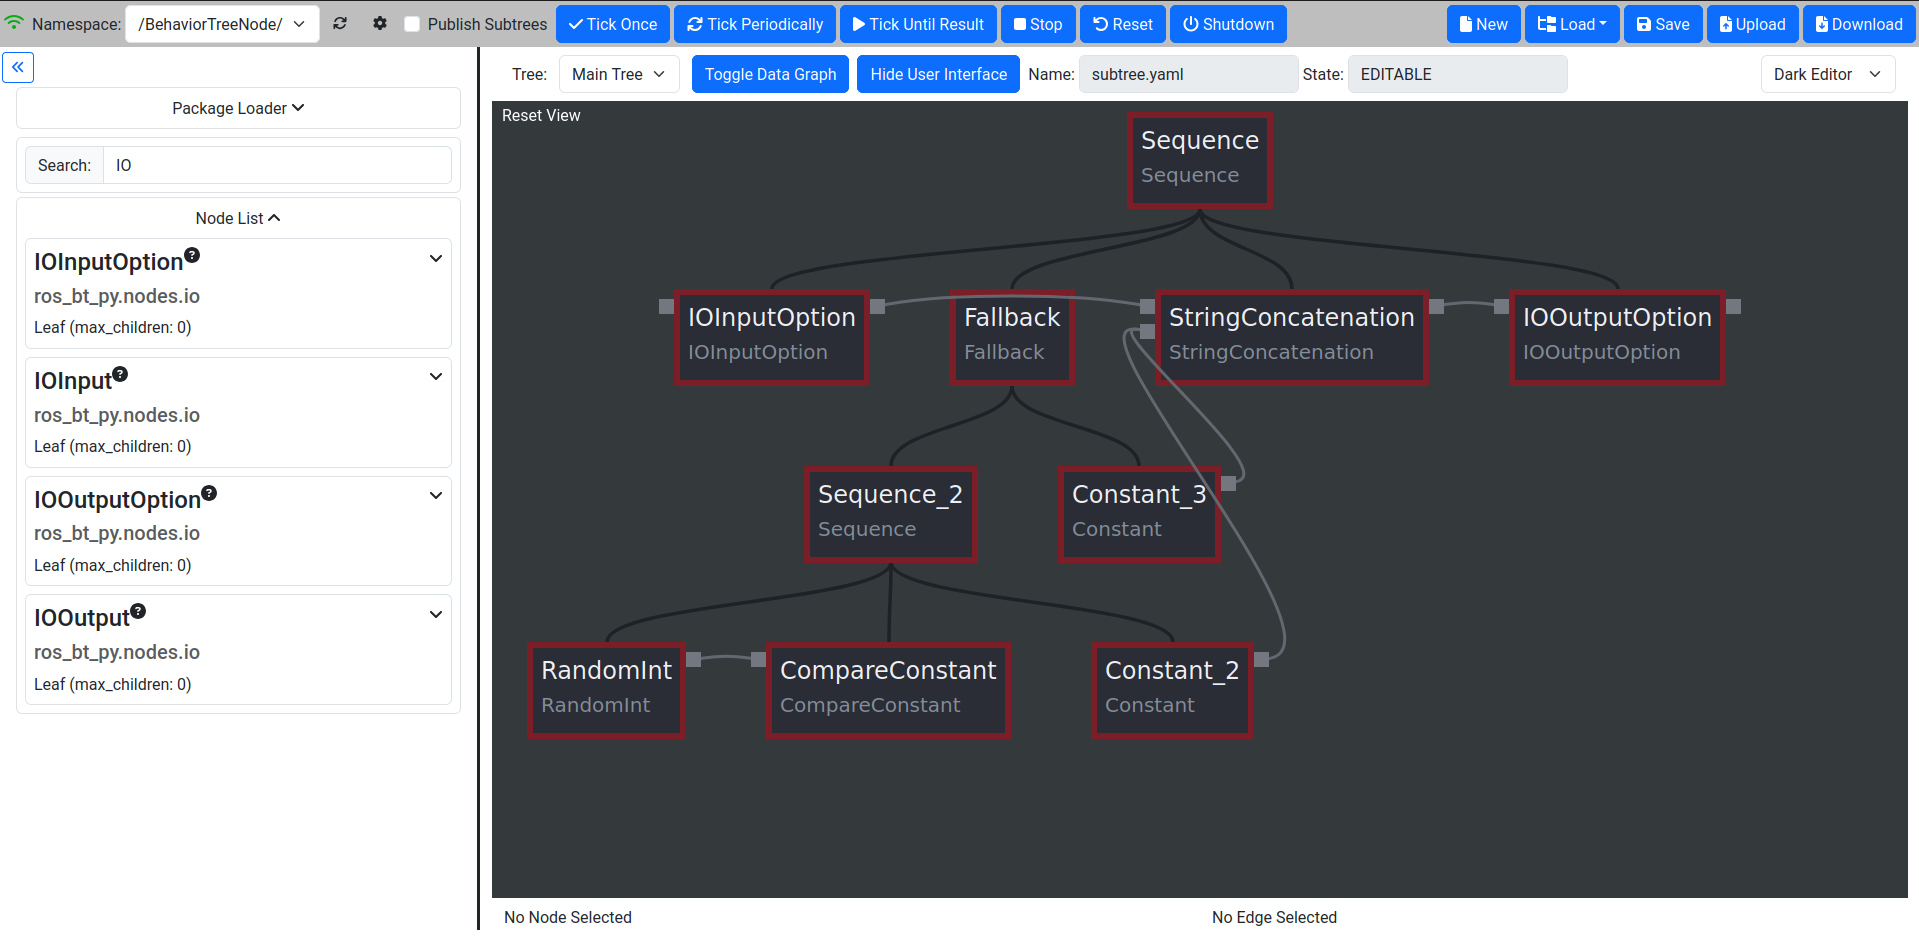 Namespace: /BehaviorTreeNode/ Publish Subtrees Tick Once Tick Periodically Tick Until Result Stop Reset Shutdown New Load Save Upload Download
Package Loader
Search: IO
Node List
IOInputOption
ros_bt_py.nodes.io
Leaf (max_children: 0)
IOInput
ros_bt_py.nodes.io
Leaf (max_children: 0)
IOOutputOption
ros_bt_py.nodes.io
Leaf (max_children: 0)
IOOutput
ros_bt_py.nodes.io
Leaf (max_children: 0)
Tree: Main Tree Toggle Data Graph Hide User Interface Name: subtree.yaml State: EDITABLE Dark Editor
Reset View
Sequence
Sequence
IOInputOption
IOInputOption
Fallback
Fallback
StringConcatenation
StringConcatenation
IOOutputOption
IOOutputOption
Sequence_2
Sequence
Constant_3
Constant
RandomInt
RandomInt
CompareConstant
CompareConstant
Constant_2
Constant
No Node Selected
No Edge Selected